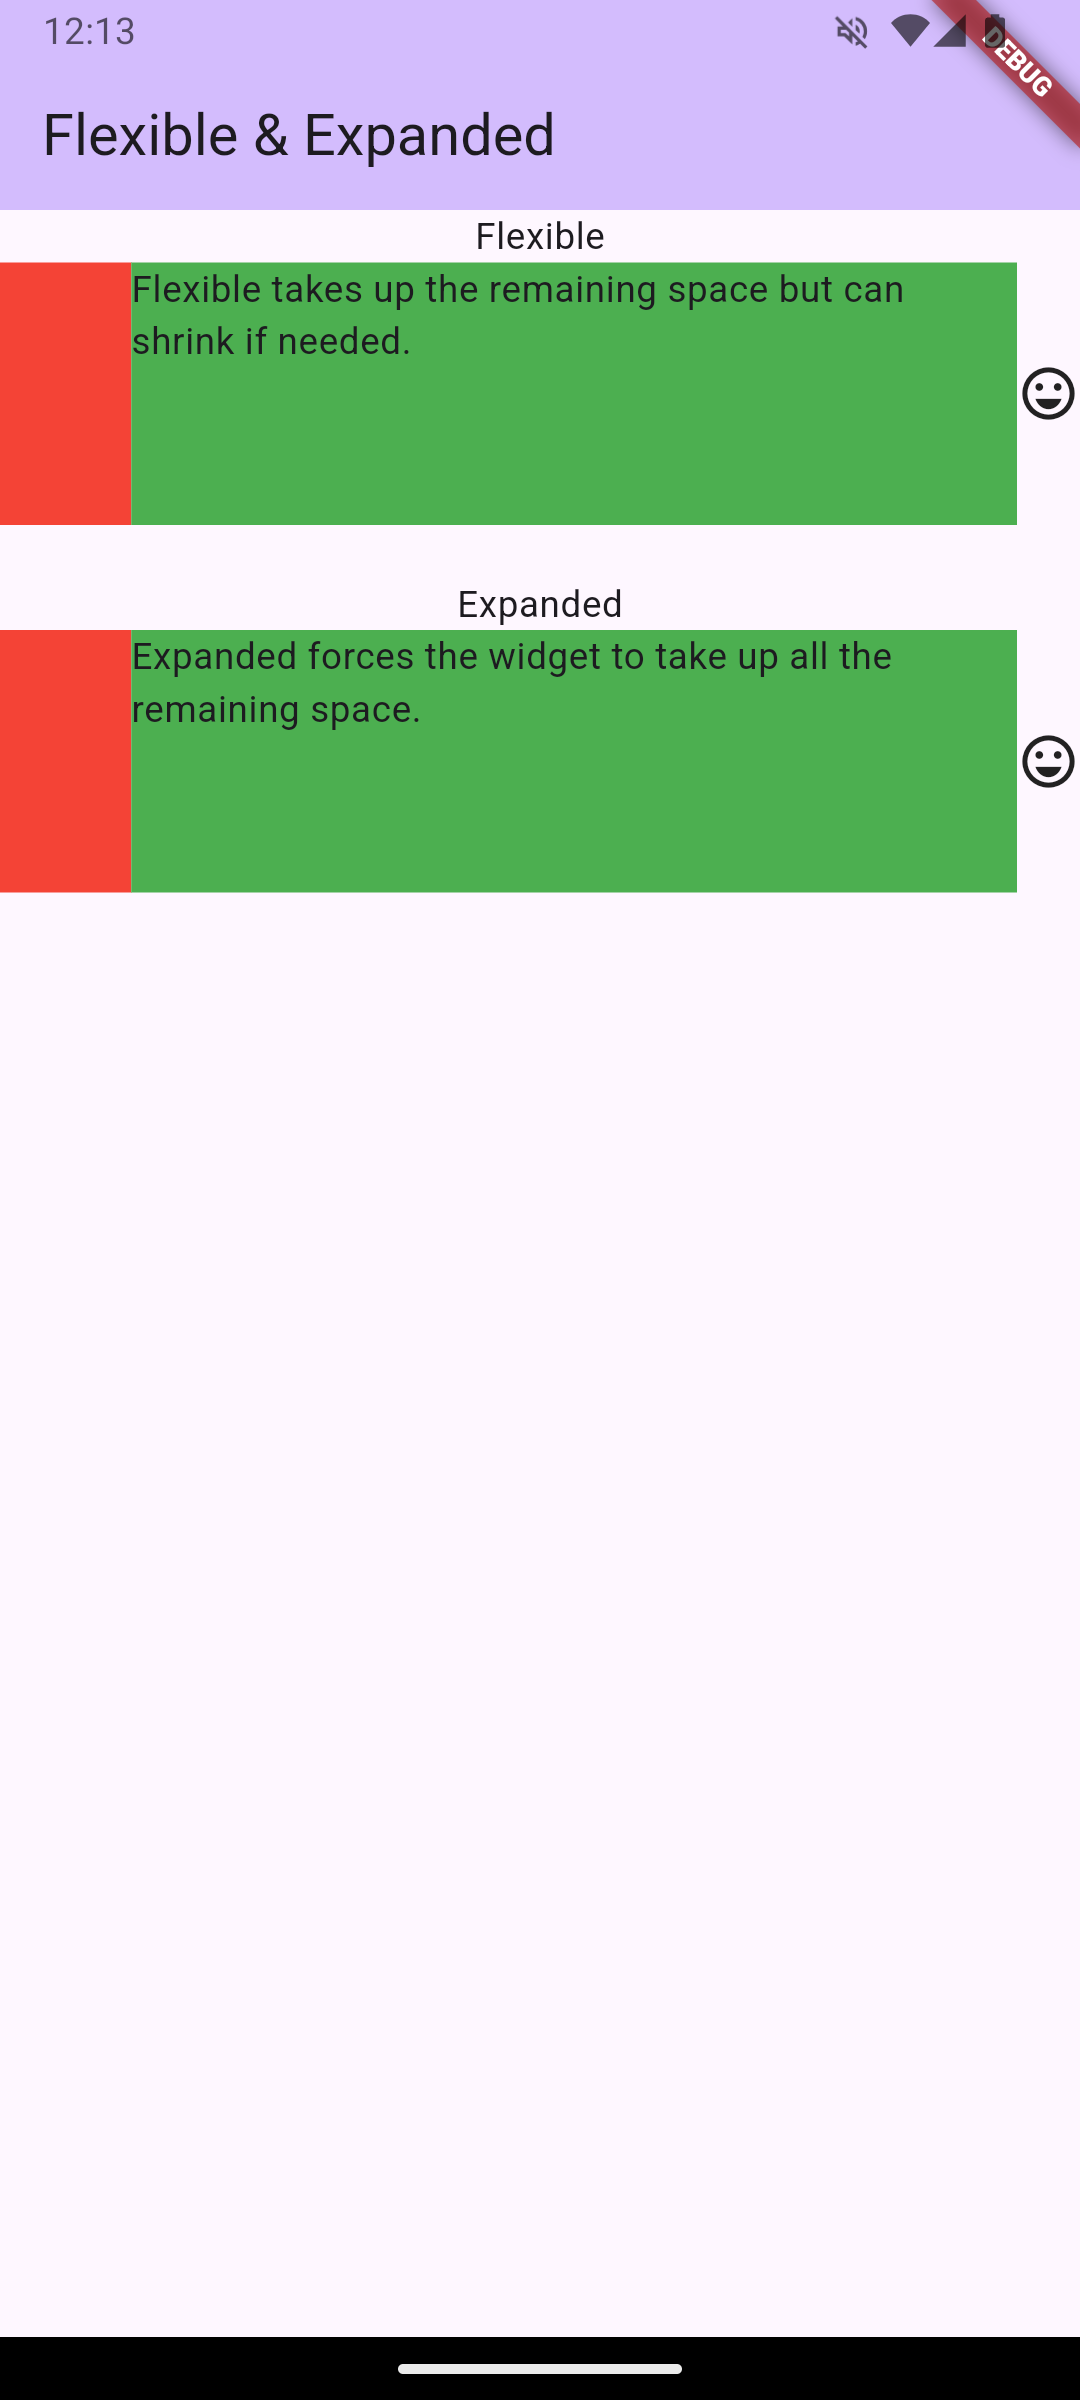 12:13
DEBUG
Flexible & Expanded
Flexible
Flexible takes up the remaining space but can
shrink if needed.
Expanded
Expanded forces the widget to take up all the
remaining space.